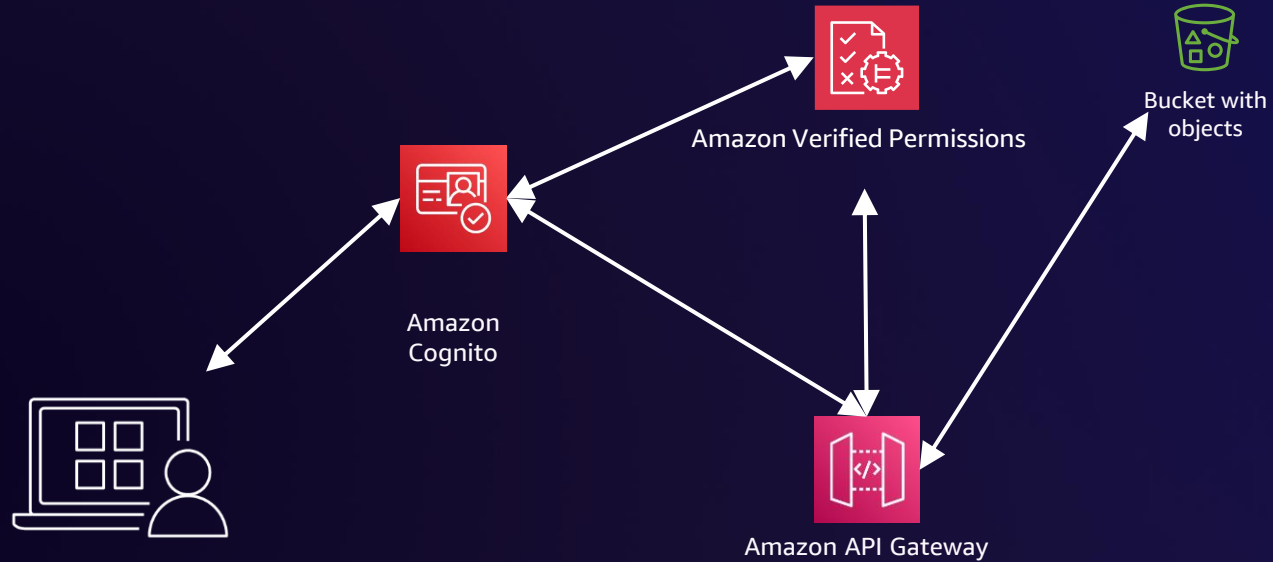 Amazon Verified Permissions
Bucket with
objects
Amazon
Cognito
</>
Amazon API Gateway